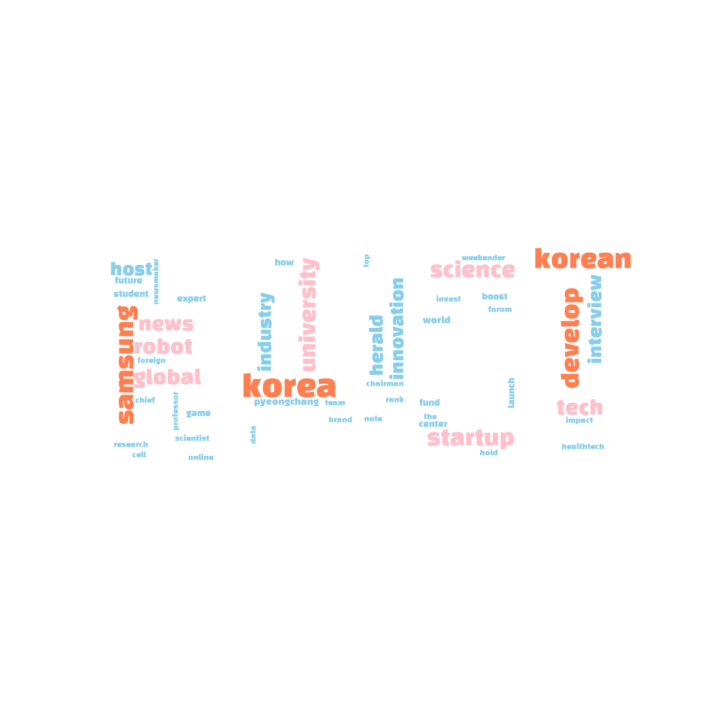 host
future
student
newsmaker
expert
samsung
news
robot
foreign
global
chief
professor
game
scientist
research
cell
online
how
university
industry
korea
pyeongchang
team
data
brand
note
top
herald
innovation
chairman
rank
weekender
science
invest
boost
forum
world
launch
fund
the
center
startup
hold
korean
develop
interview
tech
impact
healthtech